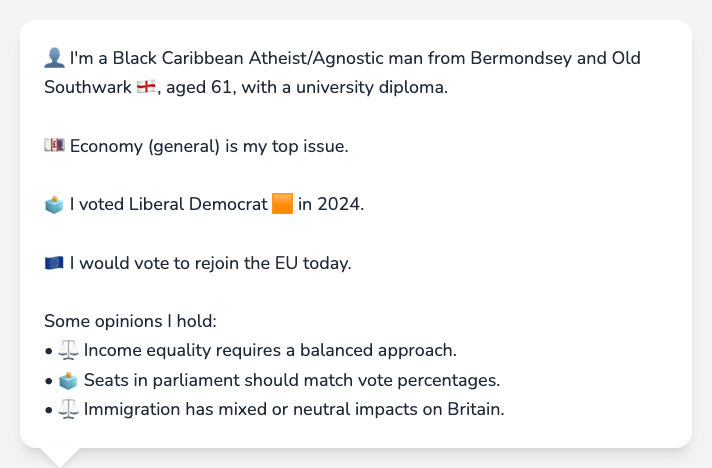 👤 I'm a Black Caribbean Atheist/Agnostic man from Bermondsey and Old
Southwark 🏴󠁧󠁢󠁥󠁮󠁧󠁿, aged 61, with a university diploma.
💷 Economy (general) is my top issue.
🗳️ I voted Liberal Democrat 🟧 in 2024.
🇪🇺 I would vote to rejoin the EU today.
Some opinions I hold:
• ⚖️ Income equality requires a balanced approach.
• 🗳️ Seats in parliament should match vote percentages.
• ⚖️ Immigration has mixed or neutral impacts on Britain.